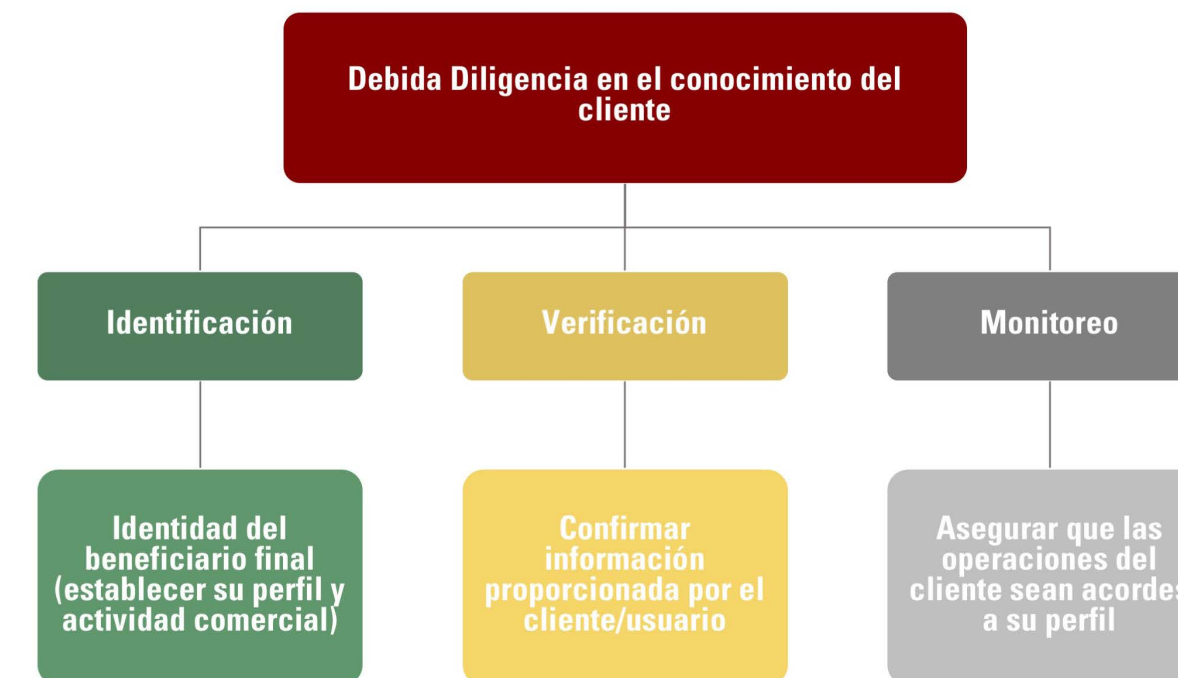 Debida Diligencia en el conocimiento del
cliente
Identificación
Verificación
Monitoreo
Identidad del
beneficiario final
(establecer su perfil y
actividad comercial)
Confirmar
información
proporcionada por el
cliente/usuario
Asegurar que las
operaciones del
cliente sean acordes
a su perfil